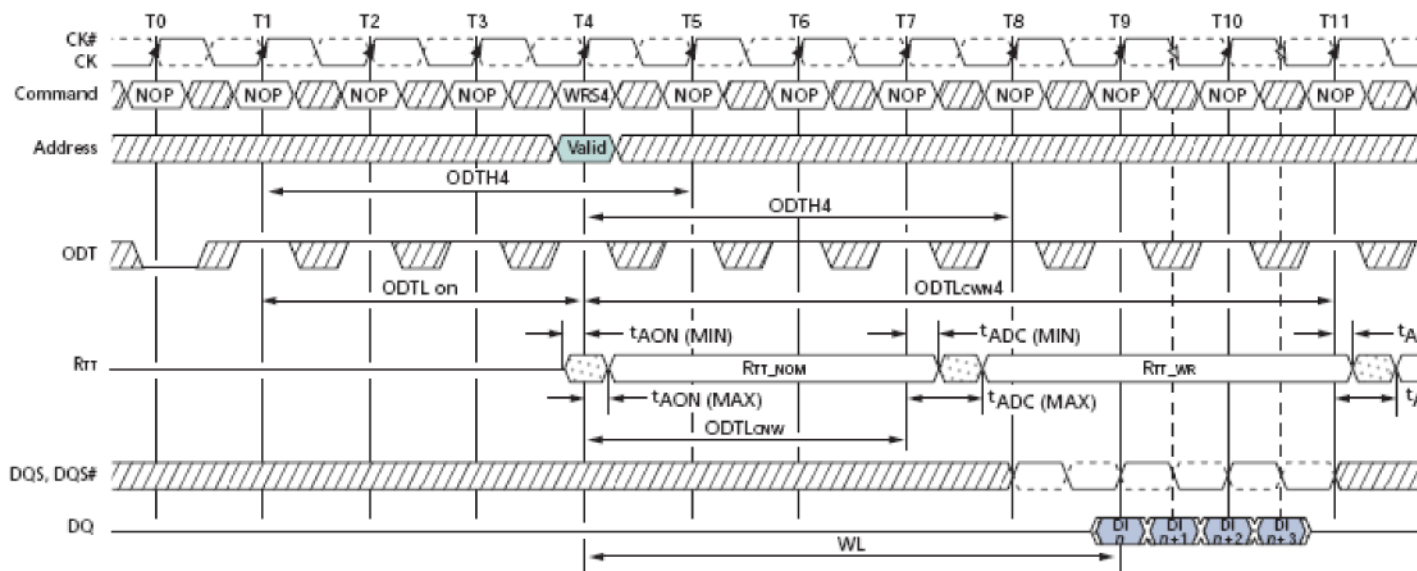 T0 T1 T2 T3 T4 T5 T6 T7 T8 T9 T10 T11
CK#
CK
Command NOP NOP NOP NOP WRS4 NOP NOP NOP NOP NOP NOP NOP
Address Valid
ODTH4
ODTH4
ODT
ODTL on ODTLCWN4
tAON (MIN) tADC (MIN) tA
RTT RTT_NOM RTT_WR
tAON (MAX) tADC (MAX) tA
ODTLCNW
DQS, DQS#
DQ DI n DI n+1 DI n+2 DI n+3
WL